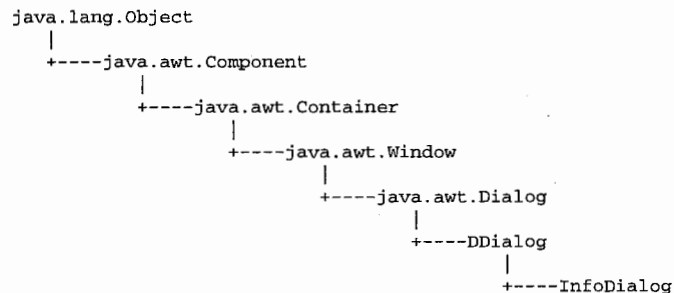 java.lang.Object
   |
   +----java.awt.Component
           |
           +----java.awt.Container
                   |
                   +----java.awt.Window
                           |
                           +----java.awt.Dialog
                                   |
                                   +----DDialog
                                           |
                                           +----InfoDialog